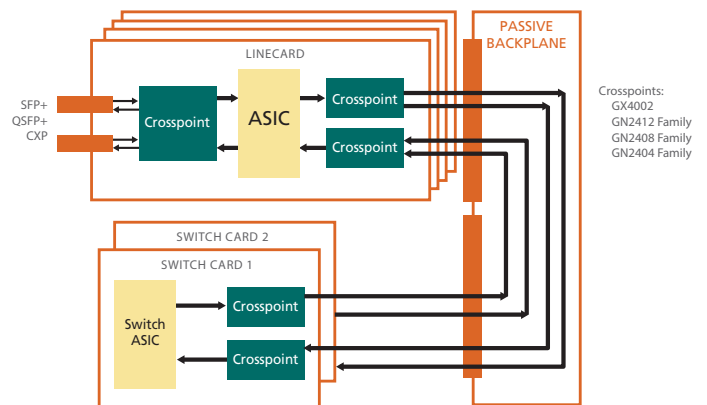 PASSIVE
BACKPLANE
LINECARD
SFP+
QSFP+
CXP
Crosspoint
ASIC
Crosspoint
Crosspoint
Crosspoints:
GX4002
GN2412 Family
GN2408 Family
GN2404 Family
SWITCH CARD 2
SWITCH CARD 1
Switch
ASIC
Crosspoint
Crosspoint